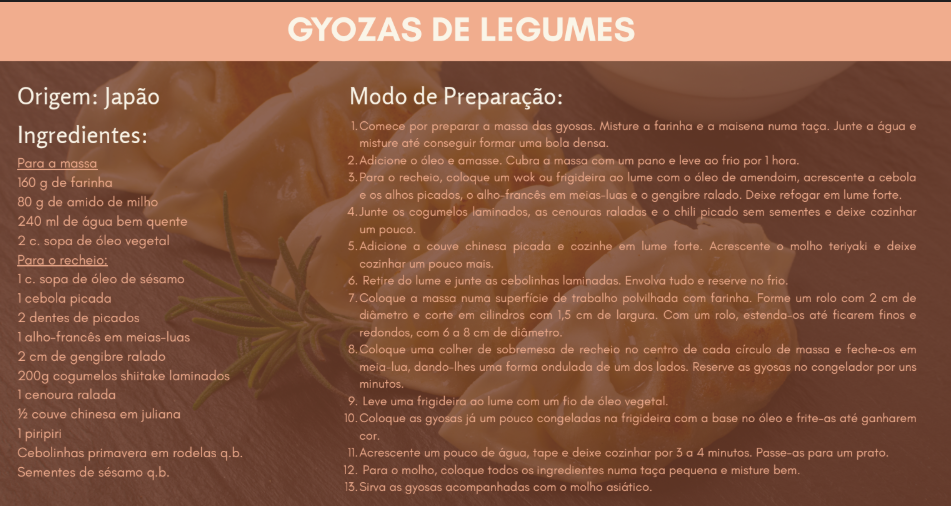 GYOZAS DE LEGUMES
Origem: Japão
Ingredientes:
Para a massa
160 g de farinha
80 g de amido de milho
240 ml de água bem quente
2 c. sopa de óleo vegetal
Para o recheio:
1 c. sopa de óleo de sésamo
1 cebola picada
2 dentes de picados
1 alho-francês em meias-luas
2 cm de gengibre ralado
200g cogumelos shiitake laminados
1 cenoura ralada
½ couve chinesa em juliana
1 piripiri
Cebolinhas primavera em rodelas q.b.
Sementes de sésamo q.b.
Modo de Preparação:
1. Comece por preparar a massa das gyosas. Misture a farinha e a maisena numa taça. Junte a água e
misture até conseguir formar uma bola densa.
2. Adicione o óleo e amasse. Cubra a massa com um pano e leve ao frio por 1 hora.
3. Para o recheio, coloque um wok ou frigideira ao lume com o óleo de amendoim, acrescente a cebola
e os alhos picados, o alho-francês em meias-luas e o gengibre ralado. Deixe refogar em lume forte.
4. Junte os cogumelos laminados, as cenouras raladas e o chili picado sem sementes e deixe cozinhar
um pouco.
5. Adicione a couve chinesa picada e cozinhe em lume forte. Acrescente o molho teriyaki e deixe
cozinhar um pouco mais.
6. Retire do lume e junte as cebolinhas laminadas. Envolva tudo e reserve no frio.
7. Coloque a massa numa superfície de trabalho polvilhada com farinha. Forme um rolo com 2 cm de
diâmetro e corte em cilindros com 1,5 cm de largura. Com um rolo, estenda-os até ficarem finos e
redondos, com 6 a 8 cm de diâmetro.
8. Coloque uma colher de sobremesa de recheio no centro de cada círculo de massa e feche-os em
meia-lua, dando-lhes uma forma ondulada de um dos lados. Reserve as gyosas no congelador por uns
minutos.
9. Leve uma frigideira ao lume com um fio de óleo vegetal.
10. Coloque as gyosas já um pouco congeladas na frigideira com a base no óleo e frite-as até ganharem
cor.
11. Acrescente um pouco de água, tape e deixe cozinhar por 3 a 4 minutos. Passe-as para um prato.
12. Para o molho, coloque todos os ingredientes numa taça pequena e misture bem.
13. Sirva as gyosas acompanhadas com o molho asiático.